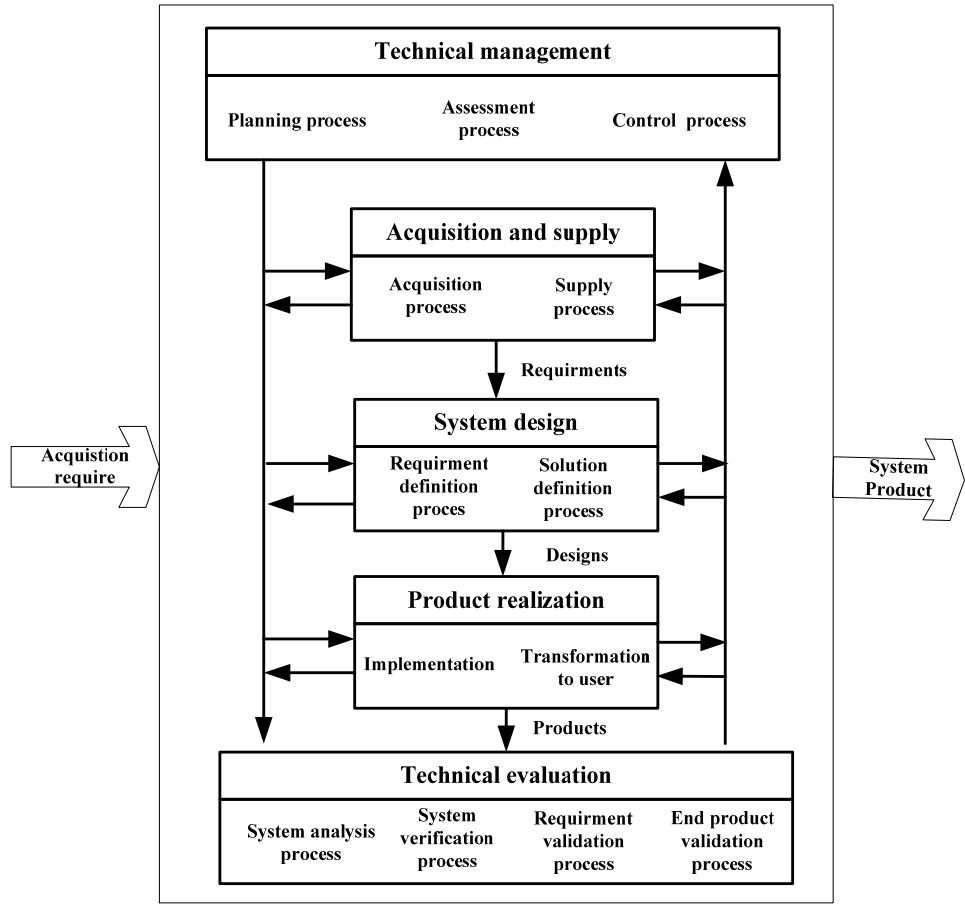 Technical management
Planning process
Assessment
process
Control process
Acquisition and supply
Acquisition
process
Supply
process
Requirments
System design
Requirment
definition
proces
Solution
definition
process
Designs
Product realization
Implementation
Transformation
to user
Products
Technical evaluation
System analysis
process
System
verification
process
Requirment
validation
process
End product
validation
process
Acquistion
require
System
Product